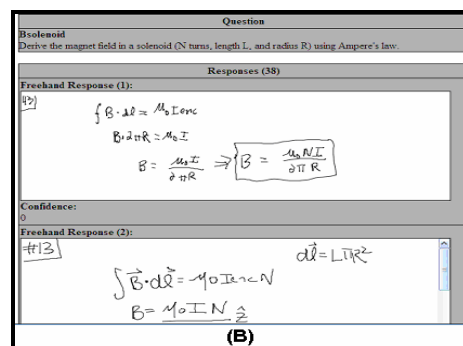 Question
Bsolenoid
Derive the magnet field in a solenoid (N turns, length L, and radius R) using Ampere's law.
Responses (38)
Freehand Response (1):
43)
∫B·dl = μ₀Ienc
B·2πR = μ₀I
B = μ₀I / 2πR ⇒ B = μ₀NI / 2πR
Confidence:
0
Freehand Response (2):
#13
dl⃗ = LπR²
∫B⃗·dl⃗ = μ₀IencN
B = μ₀IN ẑ
(B)